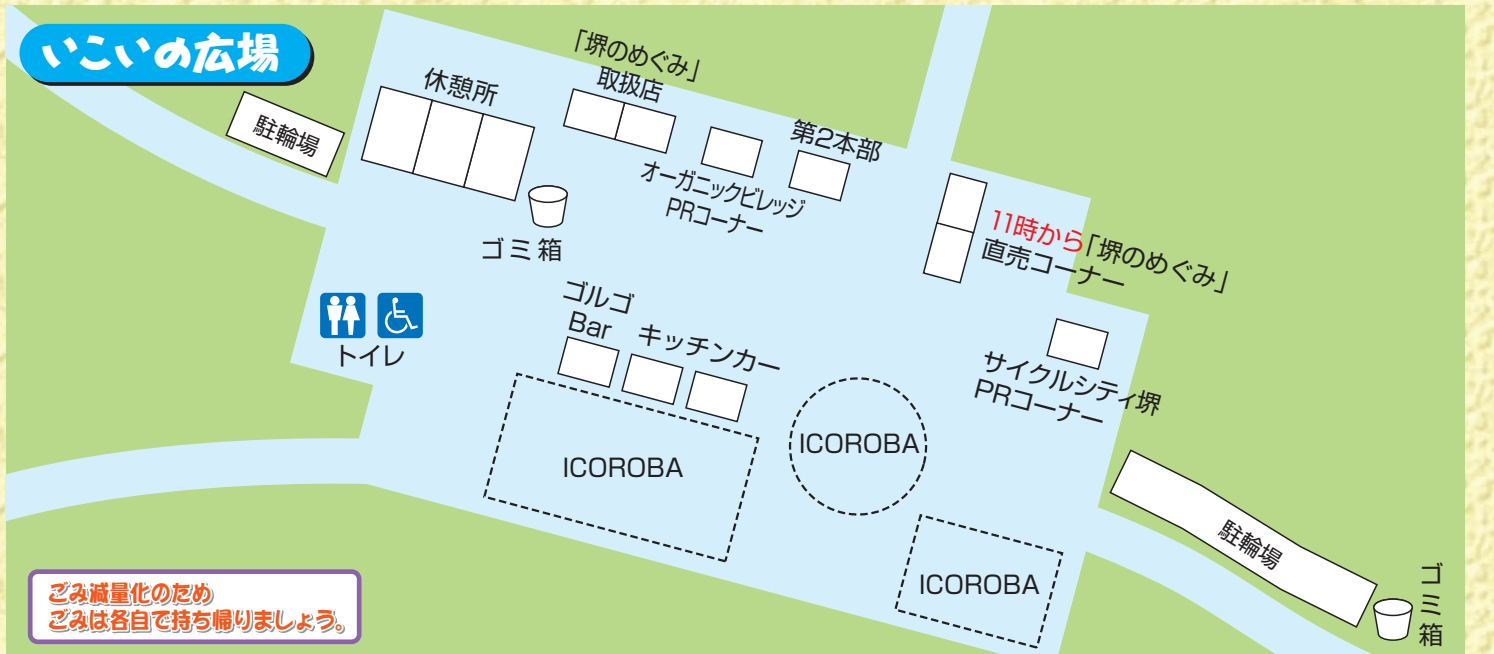 いこいの広場
「堺のめぐみ」
取扱店
休憩所
駐輪場
第2本部
オーガニックビレッジ
PRコーナー
11時から「堺のめぐみ」
直売コーナー
ゴミ箱
トイレ
ゴルゴ
Bar
キッチンカー
サイクルシティ堺
PRコーナー
ICOROBA
ICOROBA
ICOROBA
駐輪場
ゴミ箱
ごみ減量化のため
ごみは各自で持ち帰りましょう。